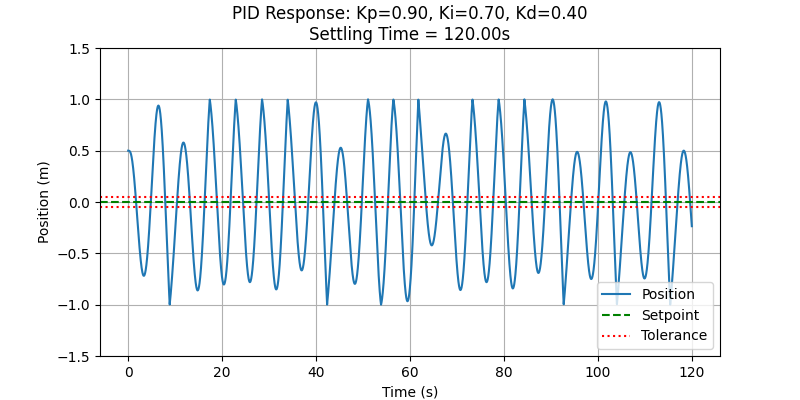 PID Response: Kp=0.90, Ki=0.70, Kd=0.40
Settling Time = 120.00s
1.5
1.0
0.5
0.0
−0.5
−1.0
−1.5
Position (m)
Position
Setpoint
Tolerance
0
20
40
60
80
100
120
Time (s)